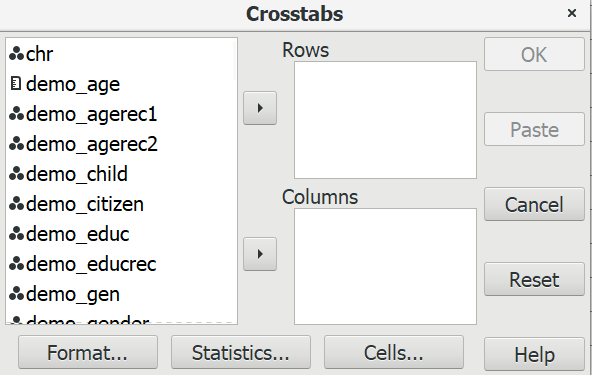 Crosstabs
chr
demo_age
demo_agerec1
demo_agerec2
demo_child
demo_citizen
demo_educ
demo_educrec
demo_gen
demo_gender
Rows
Columns
OK
Paste
Cancel
Reset
Help
Format...
Statistics...
Cells...